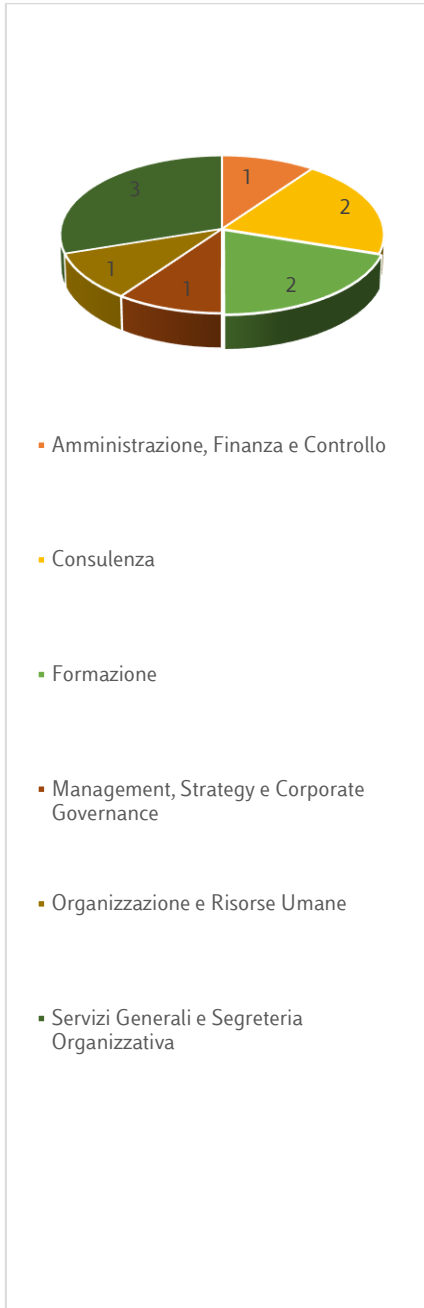 1
2
2
1
1
3
Amministrazione, Finanza e Controllo
Consulenza
Formazione
Management, Strategy e Corporate
Governance
Organizzazione e Risorse Umane
Servizi Generali e Segreteria
Organizzativa